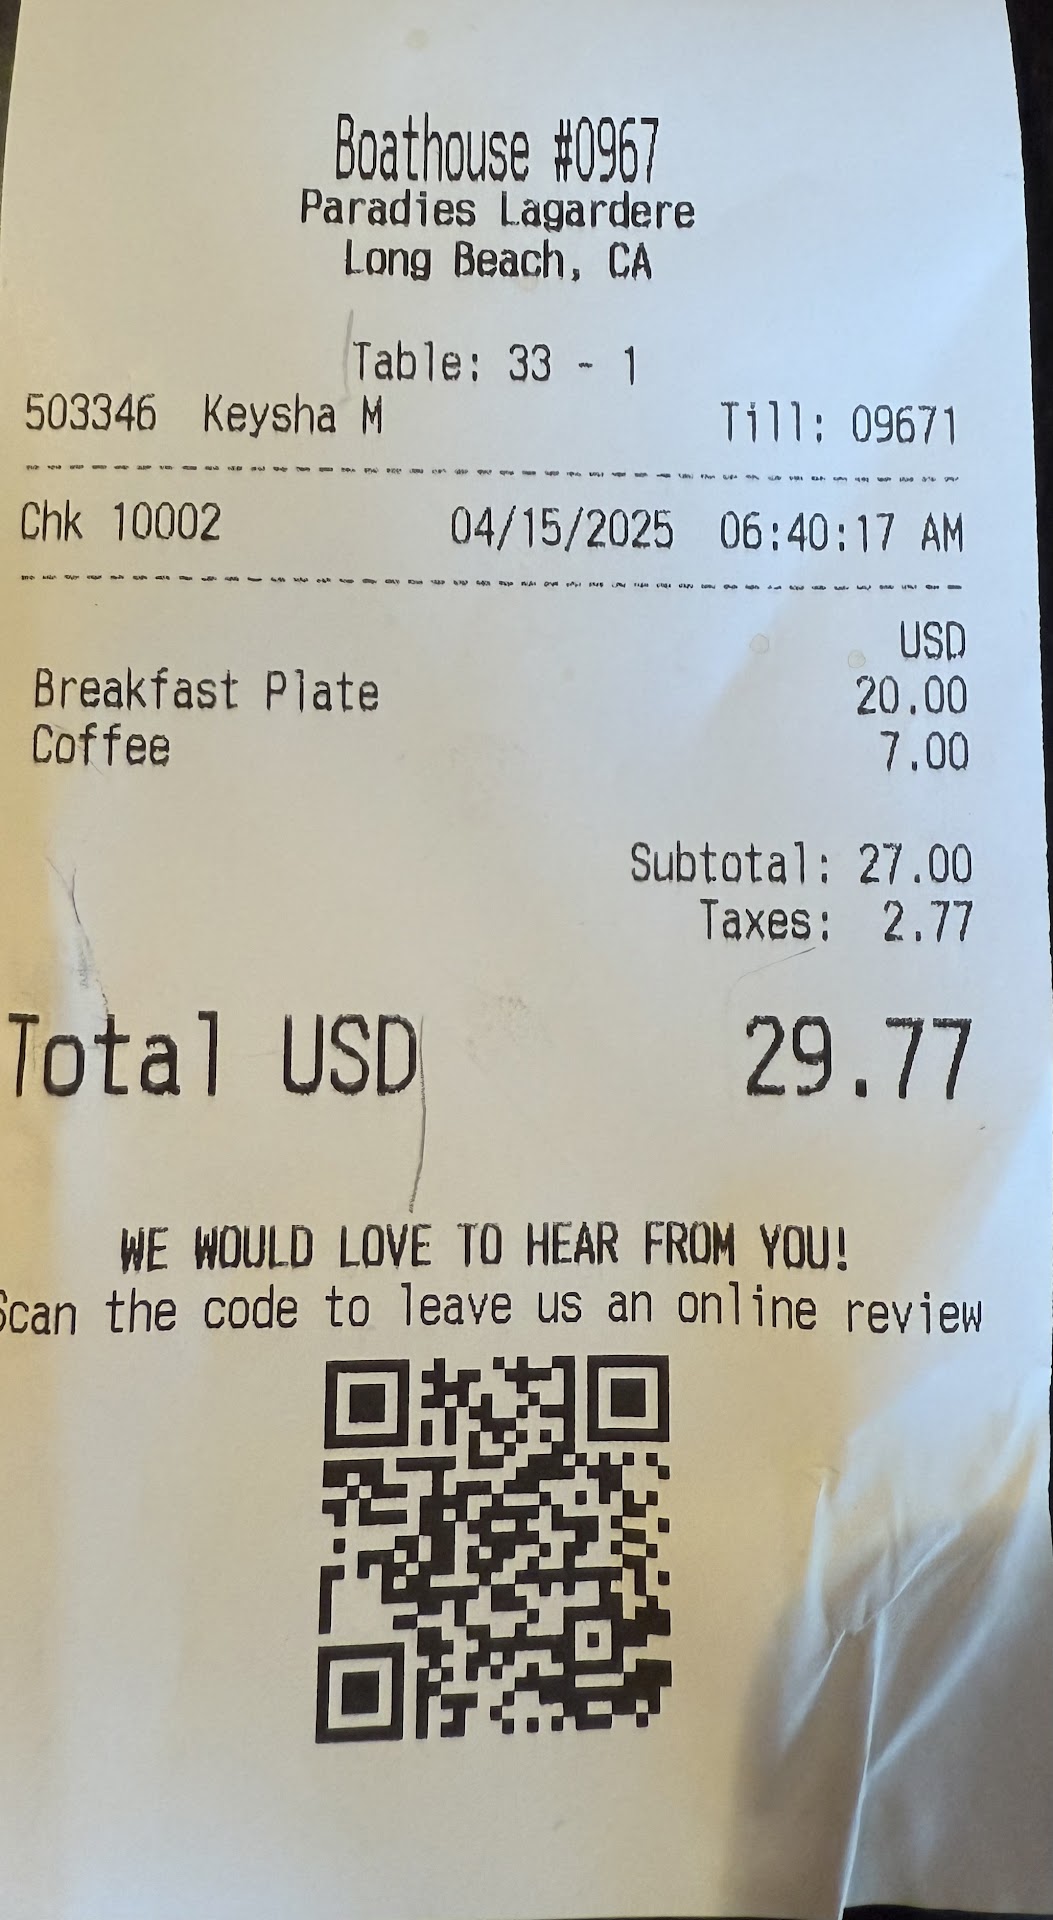 Boathouse #0967
Paradies Lagardere
Long Beach, CA
Table: 33 - 1
503346 Keysha M Till: 09671
Chk 10002 04/15/2025 06:40:17 AM
USD
Breakfast Plate 20.00
Coffee 7.00
Subtotal: 27.00
Taxes: 2.77
Total USD 29.77
WE WOULD LOVE TO HEAR FROM YOU!
Scan the code to leave us an online review